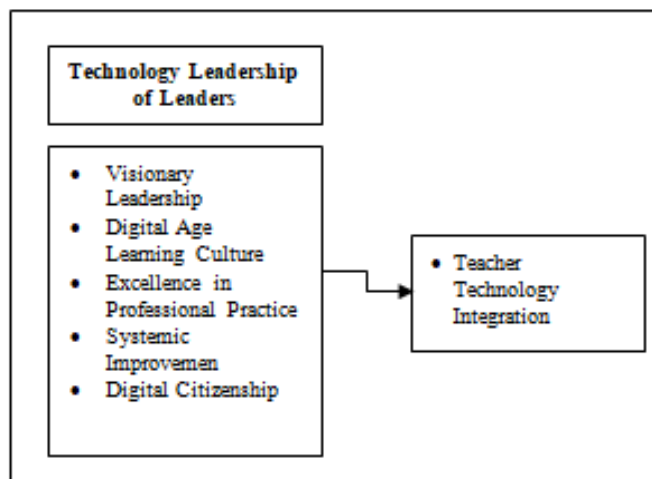 Technology Leadership
of Leaders
• Visionary
Leadership
• Digital Age
Learning Culture
• Excellence in
Professional Practice
• Systemic
Improvemen
• Digital Citizenship
• Teacher
Technology
Integration